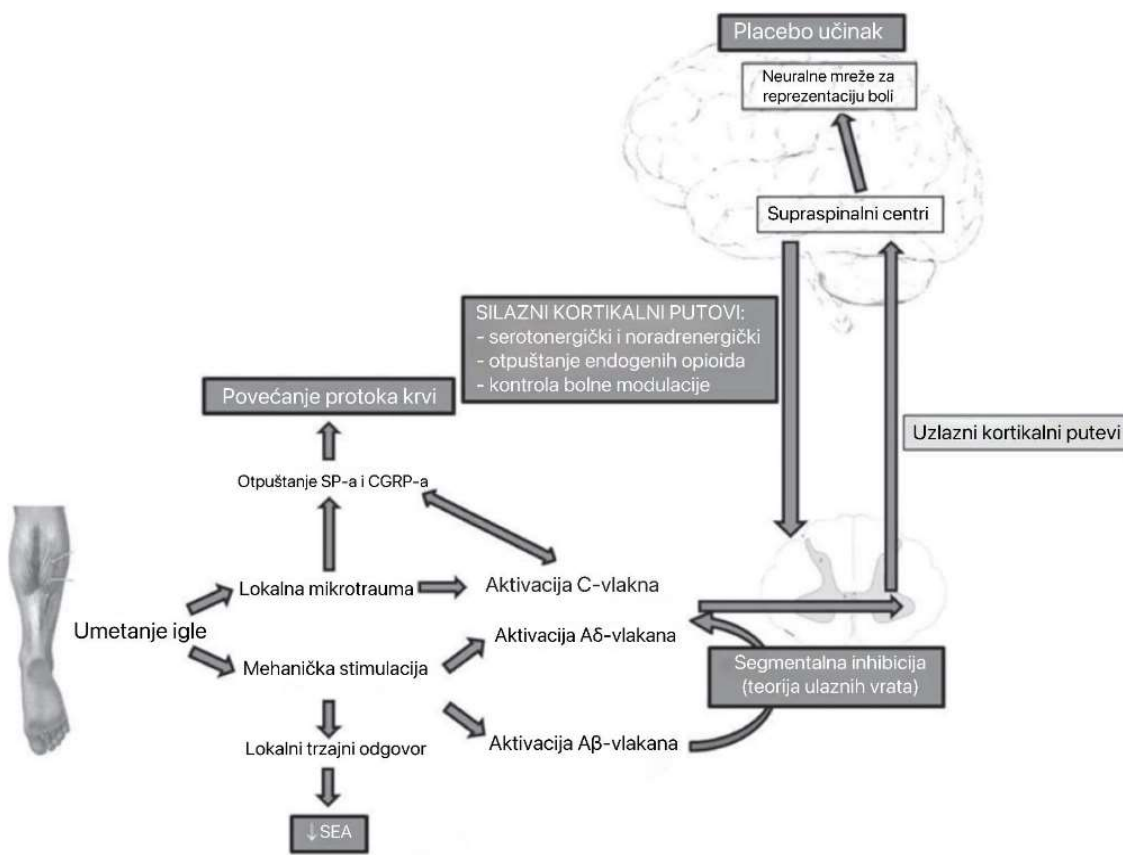 Placebo učinak
Neuralne mreže za
reprezentaciju boli
Supraspinalni centri
SILAZNI KORTIKALNI PUTOVI:
- serotonergički i noradrenergički
- otpuštanje endogenih opioida
- kontrola bolne modulacije
Povećanje protoka krvi
Uzlazni kortikalni putevi
Otpuštanje SP-a i CGRP-a
Lokalna mikrotrauma
Aktivacija C-vlakna
Umetanje igle
Aktivacija Aδ-vlakana
Mehanička stimulacija
Segmentalna inhibicija
(teorija ulaznih vrata)
Lokalni trzajni odgovor
Aktivacija Aβ-vlakana
↓SEA